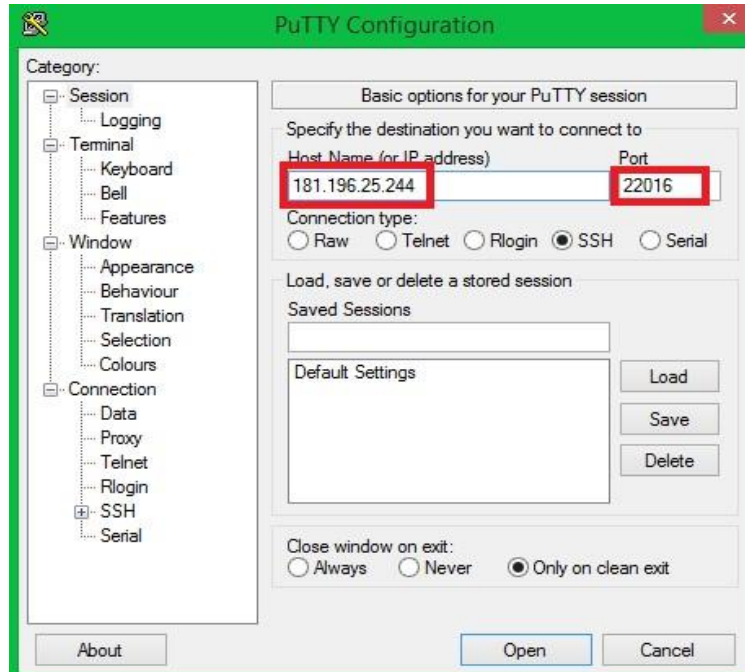 PuTTY Configuration
Category:
Session
Logging
Terminal
Keyboard
Bell
Features
Window
Appearance
Behaviour
Translation
Selection
Colours
Connection
Data
Proxy
Telnet
Rlogin
SSH
Serial
Basic options for your PuTTY session
Specify the destination you want to connect to
Host Name (or IP address) Port
181.196.25.244 22016
Connection type:
Raw Telnet Rlogin SSH Serial
Load, save or delete a stored session
Saved Sessions
Default Settings
Load
Save
Delete
Close window on exit:
Always Never Only on clean exit
About Open Cancel